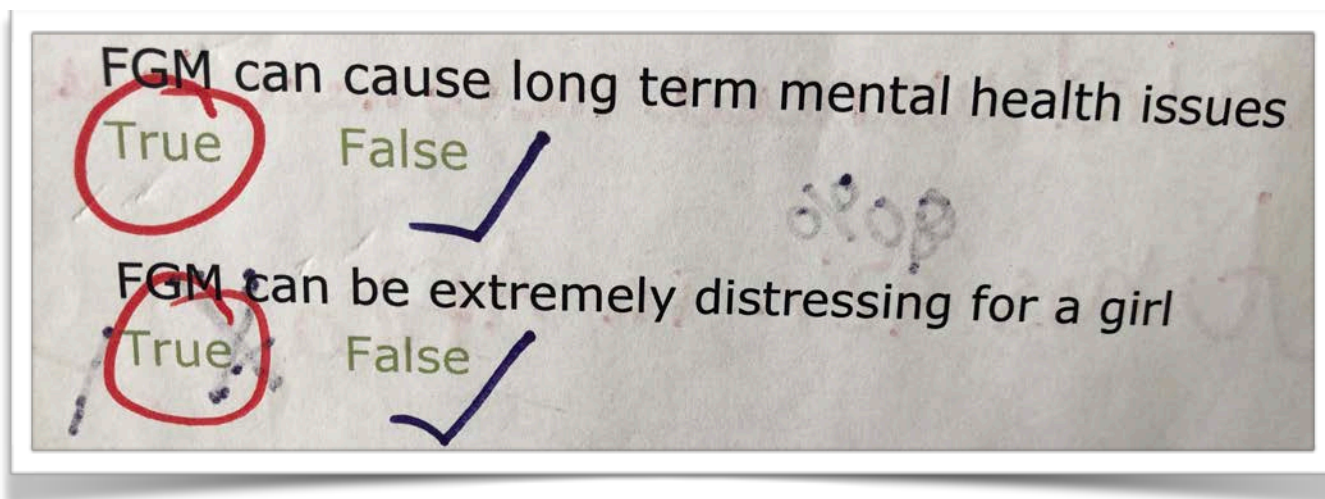 FGM can cause long term mental health issues
True False
FGM can be extremely distressing for a girl
True False